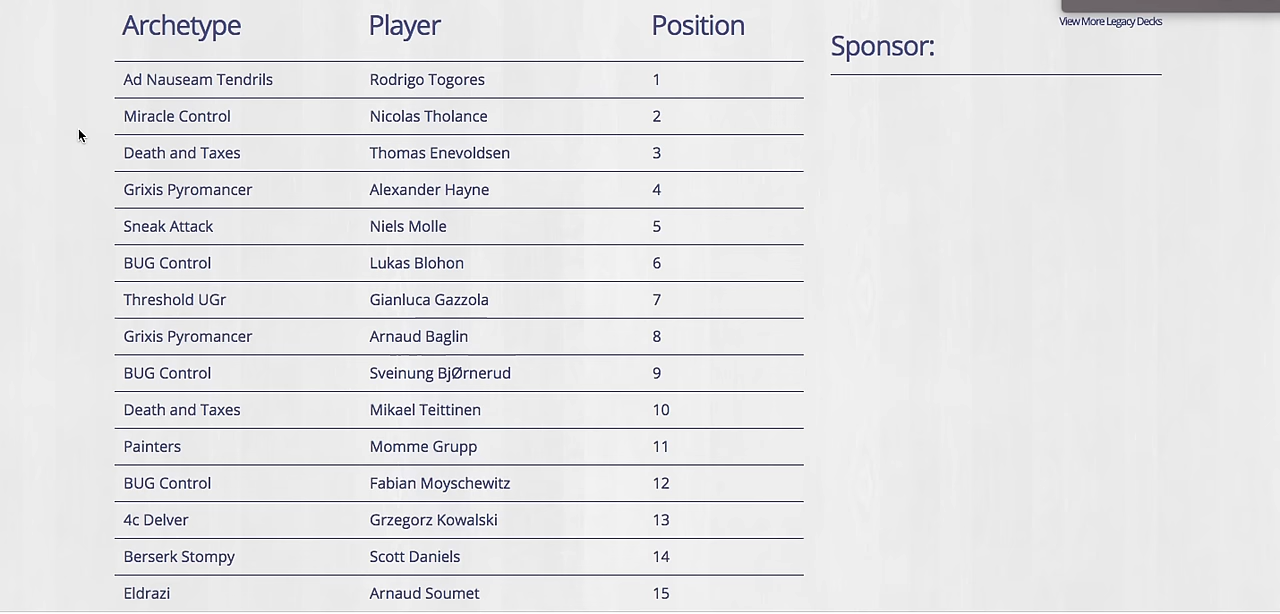 Archetype Player Position
Ad Nauseam Tendrils Rodrigo Togores 1
Miracle Control Nicolas Tholance 2
Death and Taxes Thomas Enevoldsen 3
Grixis Pyromancer Alexander Hayne 4
Sneak Attack Niels Molle 5
BUG Control Lukas Blohon 6
Threshold UGr Gianluca Gazzola 7
Grixis Pyromancer Arnaud Baglin 8
BUG Control Sveinung BjØrnerud 9
Death and Taxes Mikael Teittinen 10
Painters Momme Grupp 11
BUG Control Fabian Moyschewitz 12
4c Delver Grzegorz Kowalski 13
Berserk Stompy Scott Daniels 14
Eldrazi Arnaud Soumet 15
View More Legacy Decks
Sponsor: